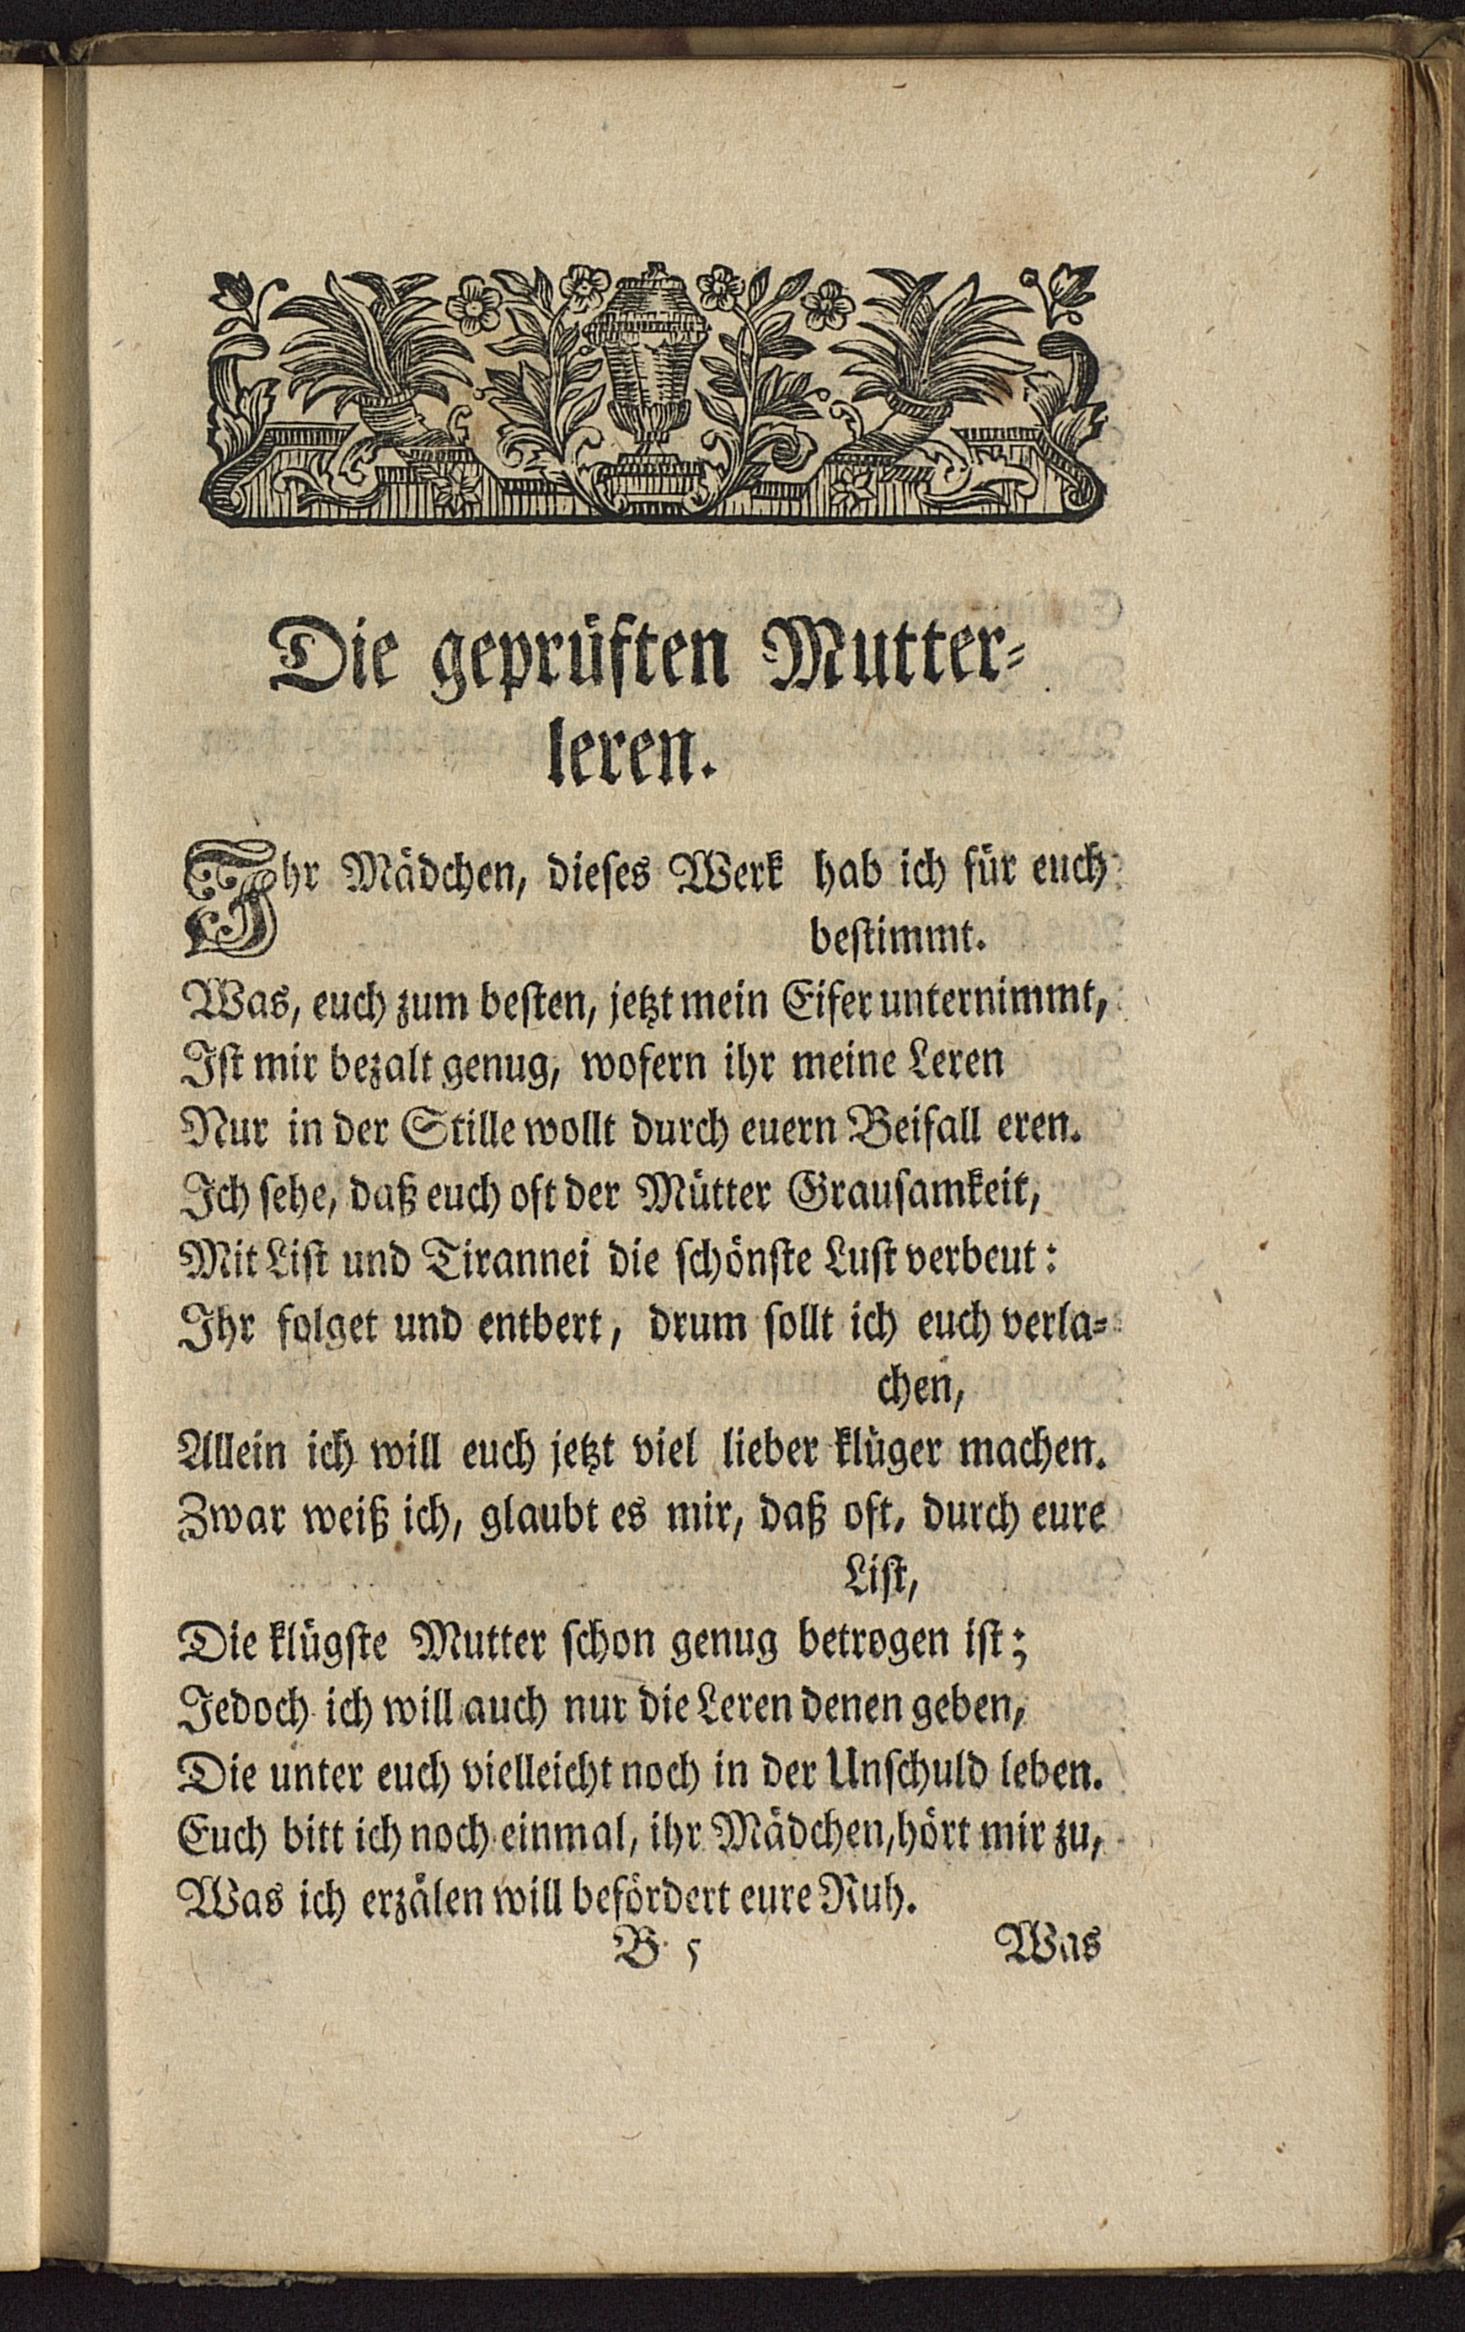 Die geprüften Mutter-
leren.
Ihr Mädchen, dieses Werk hab ich für euch
bestimmt.
Was, euch zum besten, jetzt mein Eifer unternimmt,
Ist mir bezalt genug, wofern ihr meine Leren
Nur in der Stille wollt durch euern Beifall eren.
Ich sehe, daß euch oft der Mütter Grausamkeit,
Mit List und Tirannei die schönste Lust verbeut:
Ihr folget und entbert, drum sollt ich euch verla-
chen,
Allein ich will euch jetzt viel lieber klüger machen.
Zwar weiß ich, glaubt es mir, daß oft, durch eure
List,
Die klügste Mutter schon genug betrogen ist;
Jedoch ich will auch nur die Leren denen geben,
Die unter euch vielleicht noch in der Unschuld leben.
Euch bitt ich noch einmal, ihr Mädchen, hört mir zu,
Was ich erzälen will befördert eure Ruh.
B 5 Was